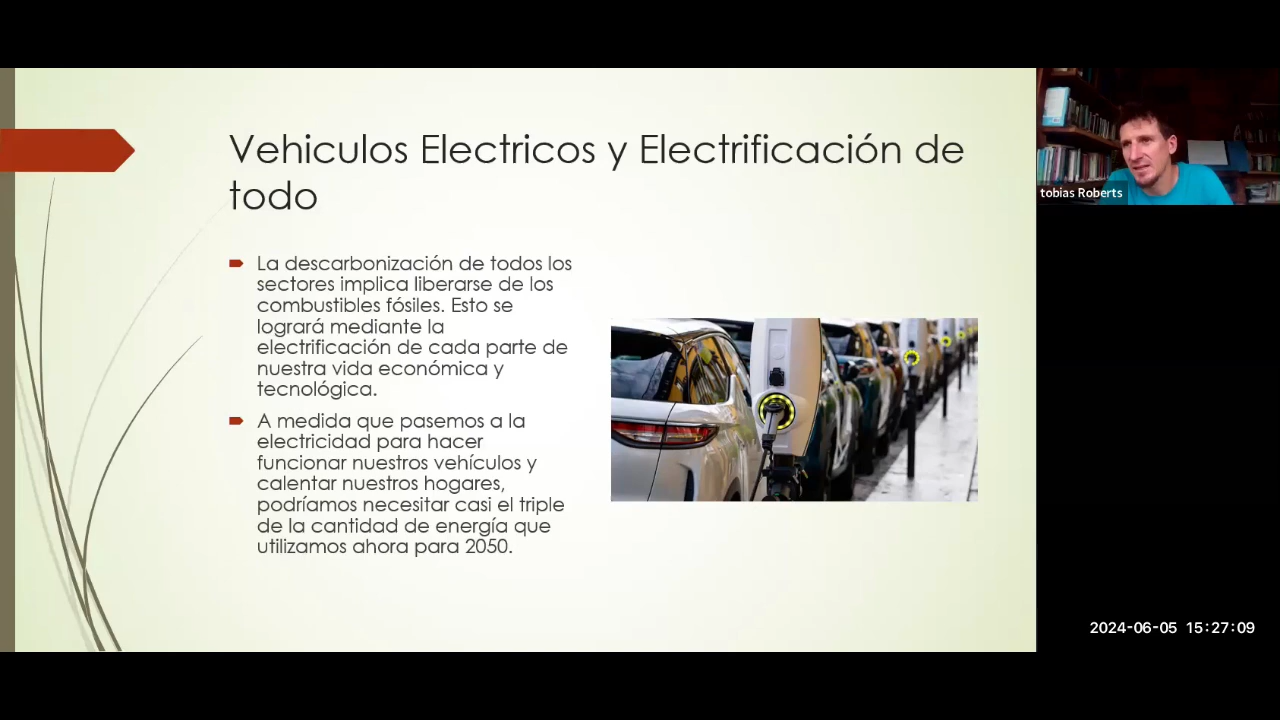 Vehiculos Electricos y Electrificación de
todo
La descarbonización de todos los
sectores implica liberarse de los
combustibles fósiles. Esto se
logrará mediante la
electrificación de cada parte de
nuestra vida económica y
tecnológica.
A medida que pasemos a la
electricidad para hacer
funcionar nuestros vehículos y
calentar nuestros hogares,
podríamos necesitar casi el triple
de la cantidad de energía que
utilizamos ahora para 2050.
tobias Roberts
2024-06-05 15:27:09